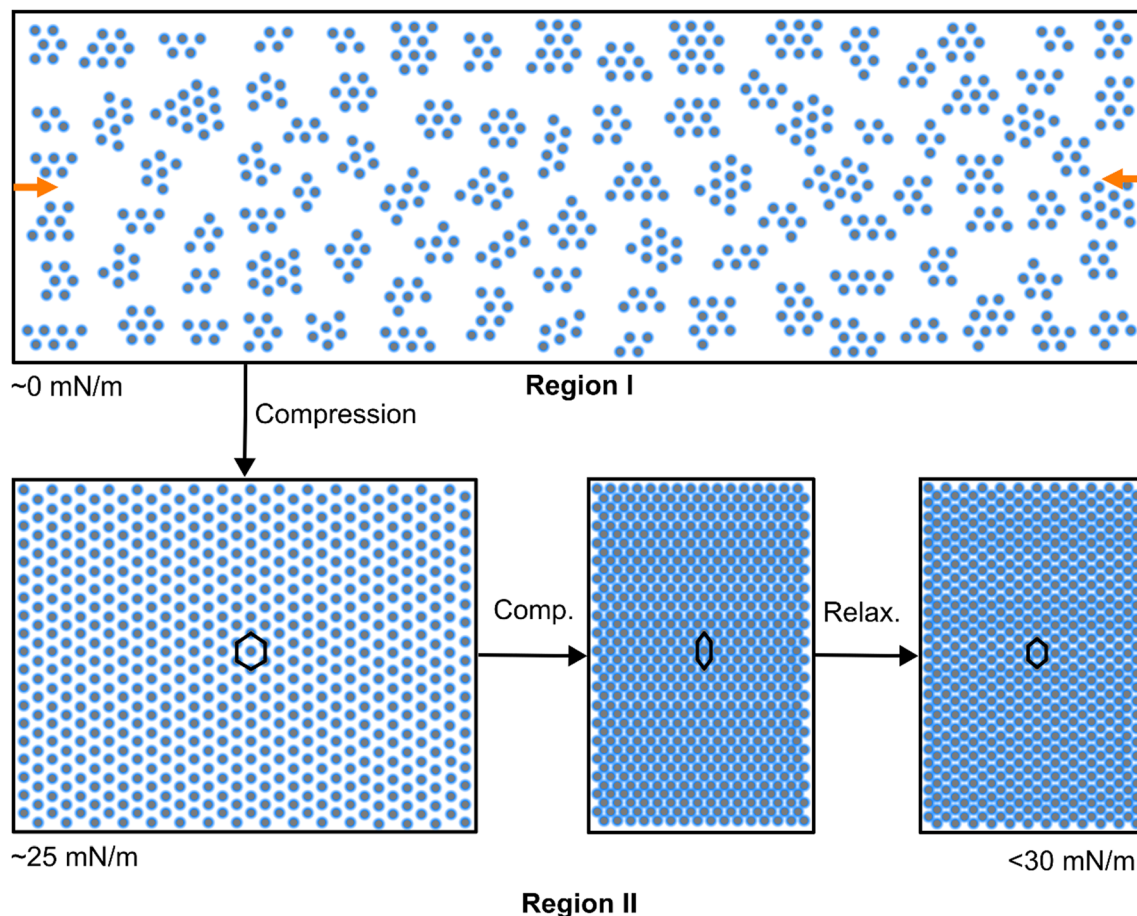 ~0 mN/m
Region I
Compression
Comp.
Relax.
~25 mN/m
<30 mN/m
Region II